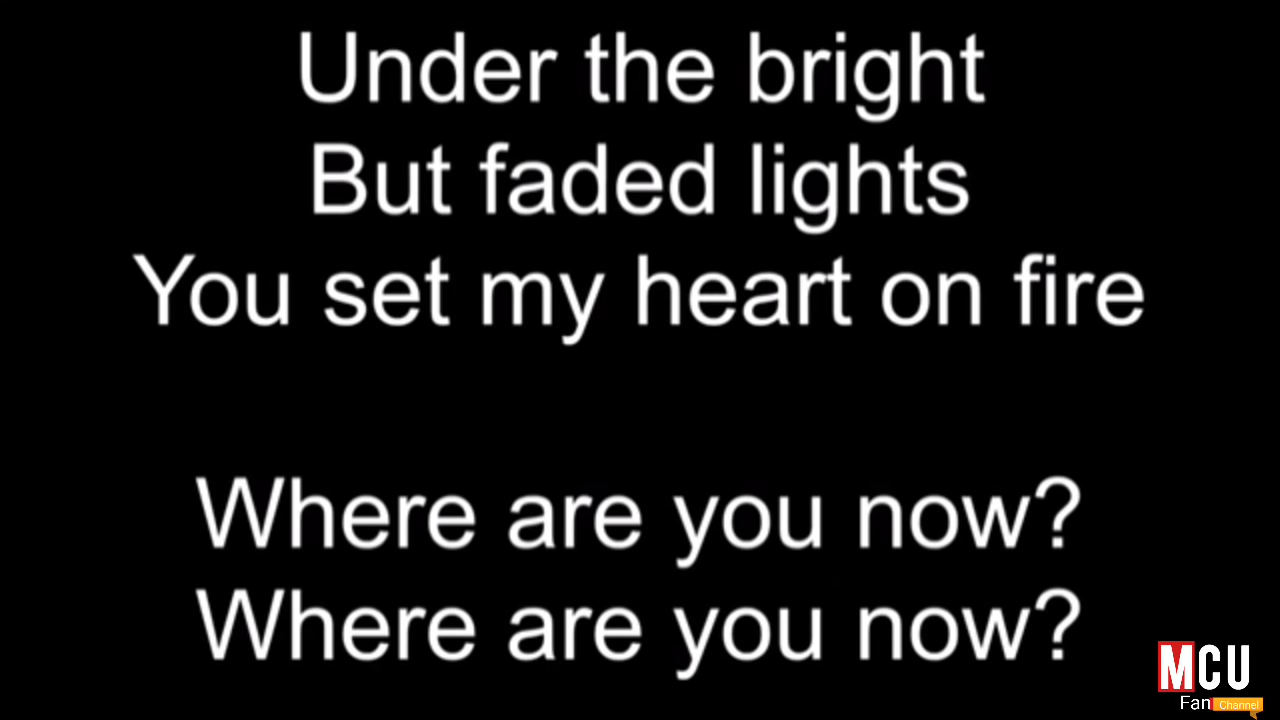 Under the bright
But faded lights
You set my heart on fire
Where are you now?
Where are you now?
MCU
Fan Channel